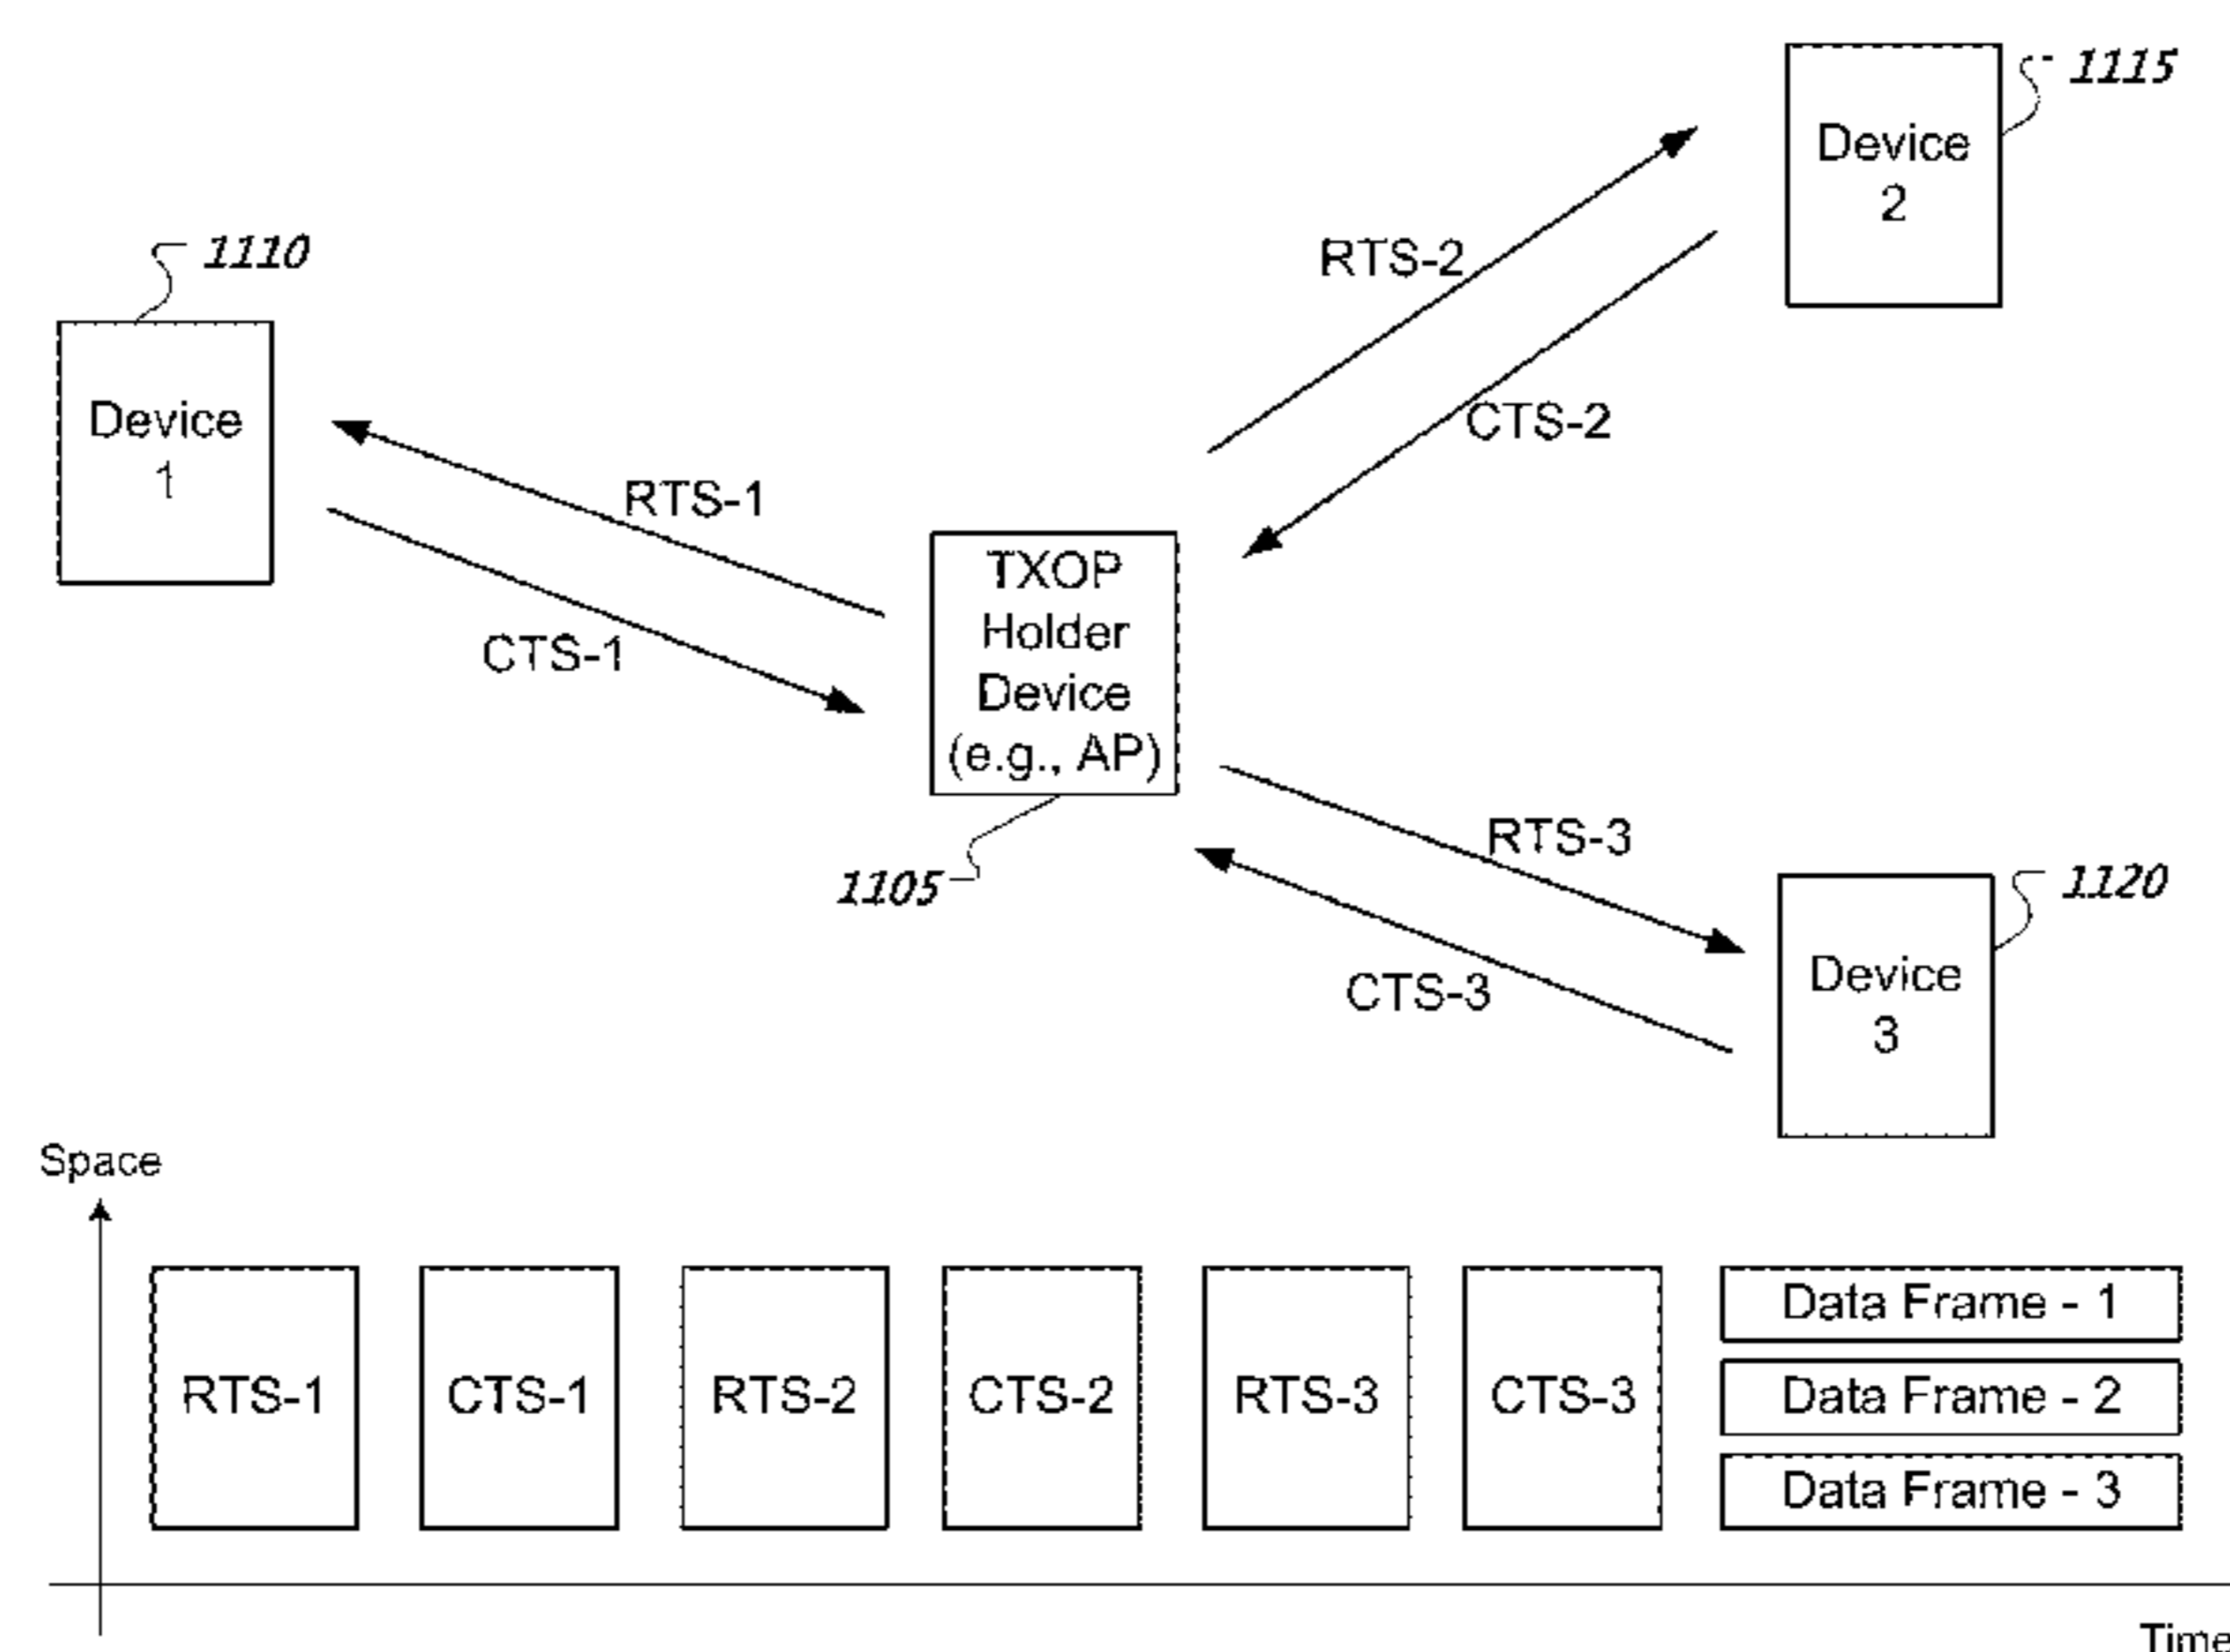 1115
Device
2
1110
RTS-2
Device
1
CTS-2
RTS-1
TXOP
Holder
Device
(e.g., AP)
CTS-1
RTS-3
1105
1120
Device
3
CTS-3
Space
RTS-1
CTS-1
RTS-2
CTS-2
RTS-3
CTS-3
Data Frame - 1
Data Frame - 2
Data Frame - 3
Time